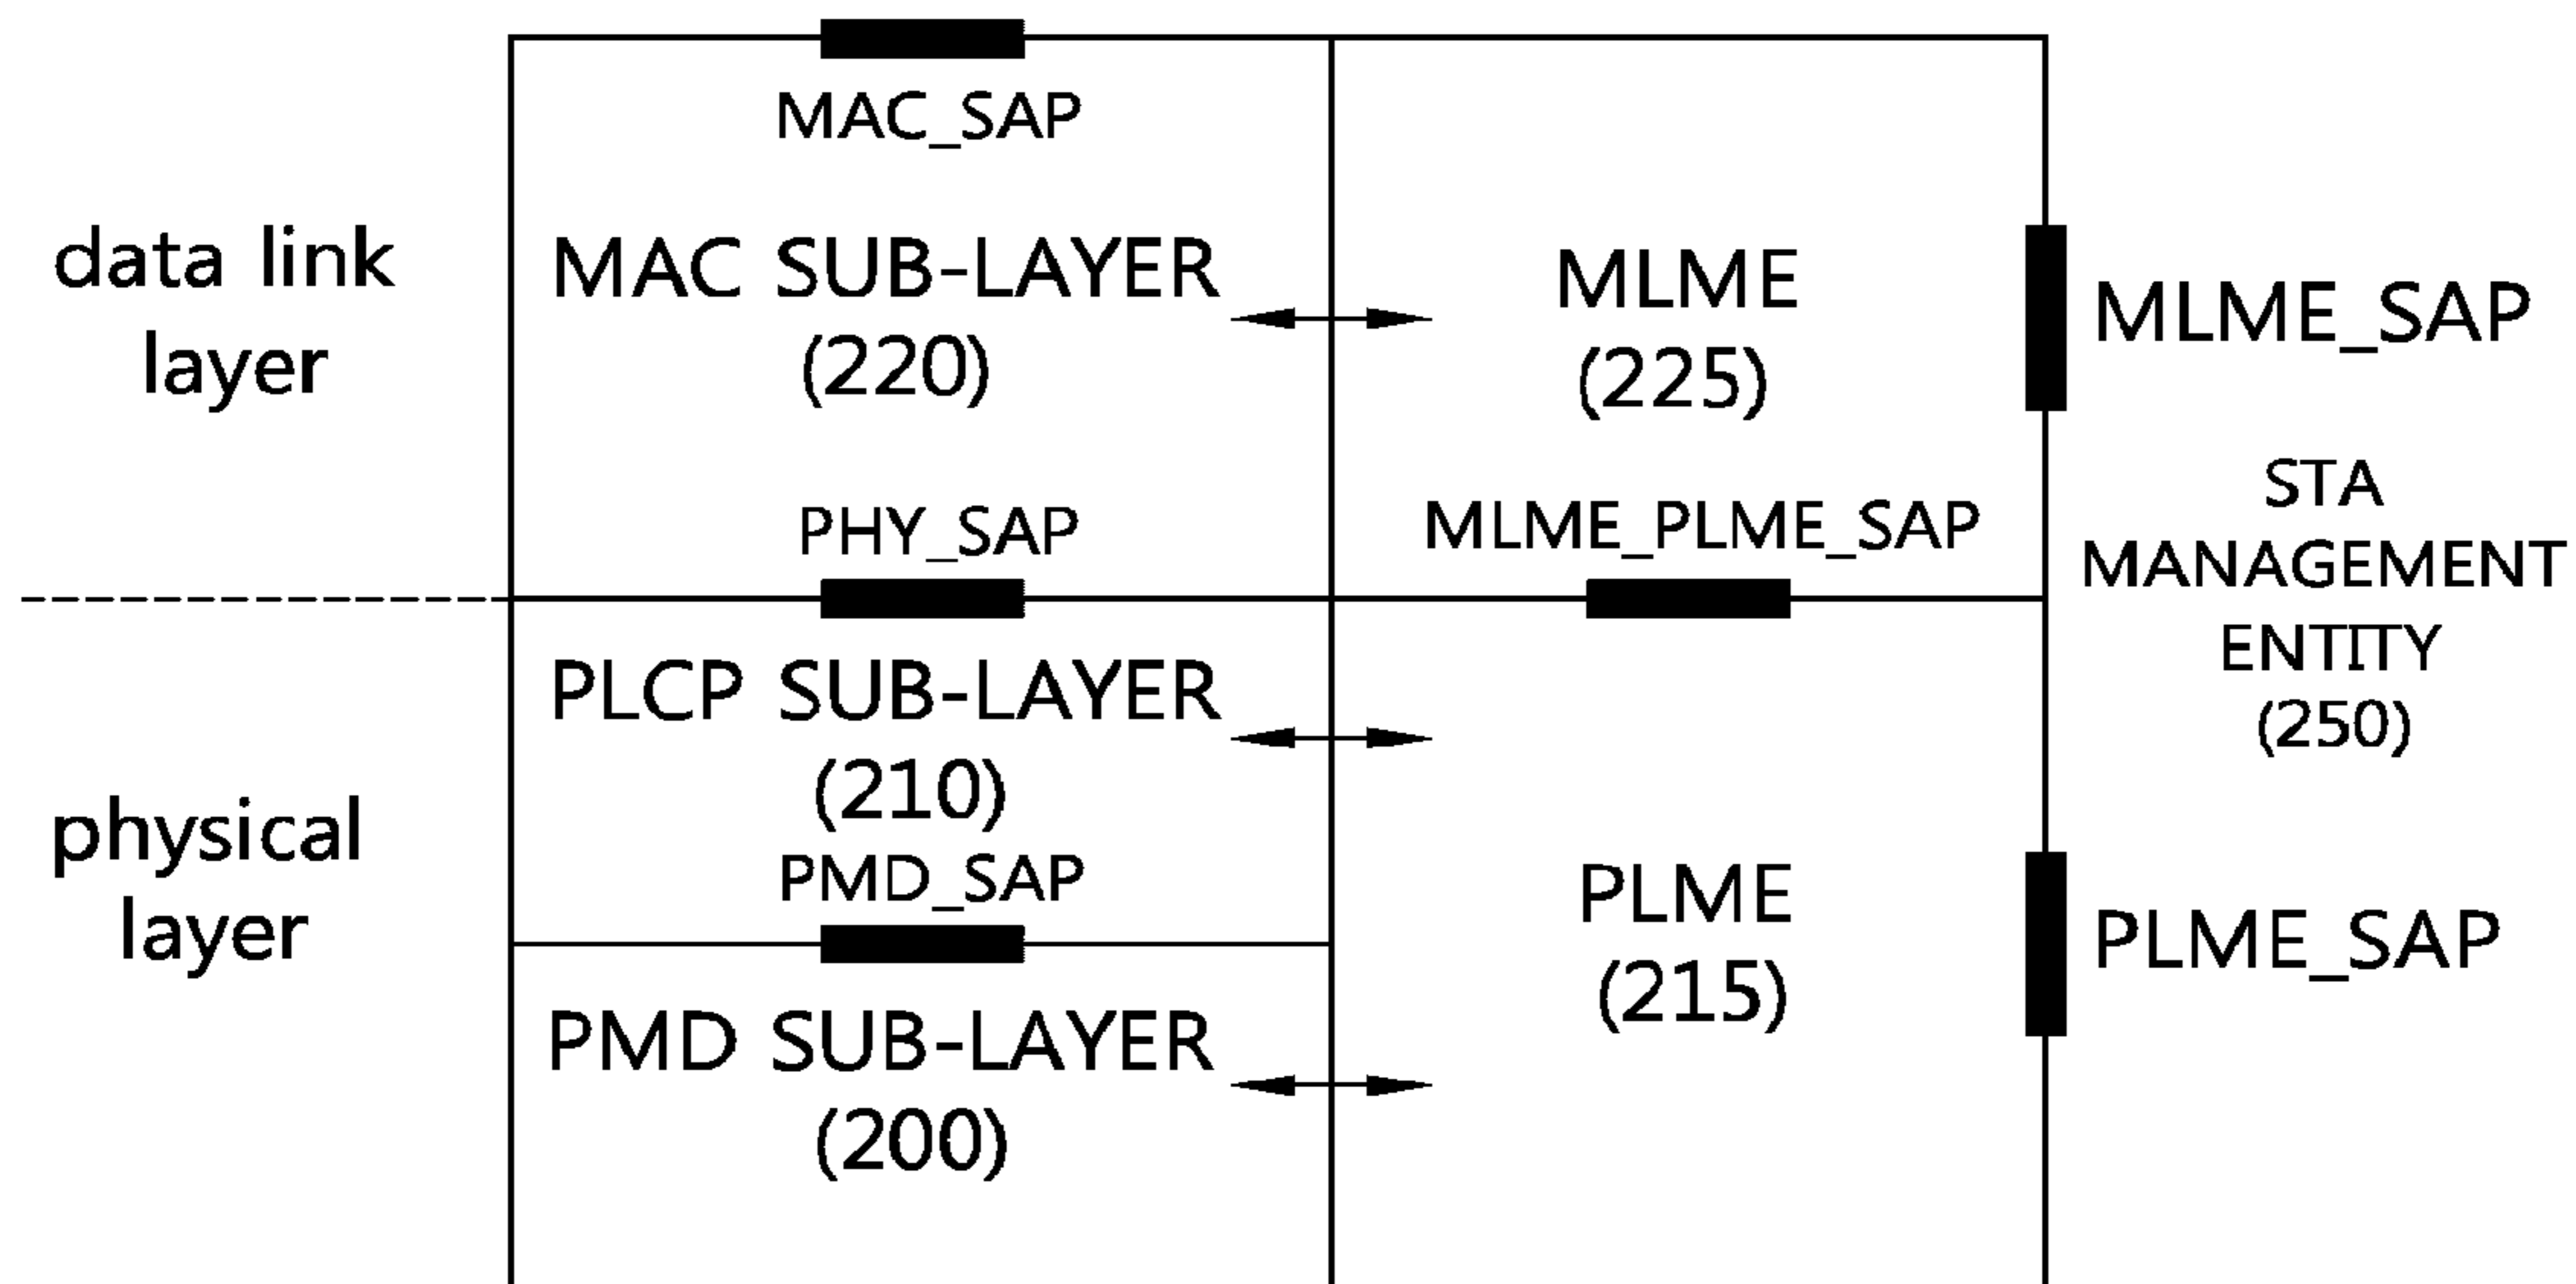 MAC_SAP
data link
layer
MAC SUB-LAYER
(220)
MLME
(225)
MLME_SAP
PHY_SAP
MLME_PLME_SAP
STA
MANAGEMENT
ENTITY
(250)
PLCP SUB-LAYER
(210)
physical
layer
PMD_SAP
PLME
(215)
PLME_SAP
PMD SUB-LAYER
(200)